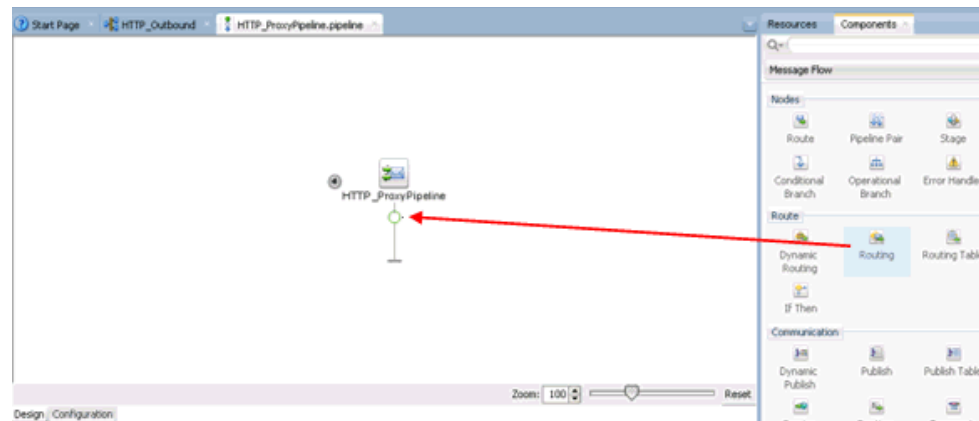 Start Page
HTTP_Outbound
HTTP_ProxyPipeline.pipeline
Resources
Components
Message Flow
Nodes
Route
Pipeline Pair
Stage
Conditional Branch
Operational Branch
Error Handle
Route
Dynamic Routing
Routing
Routing Tabl
If Then
Communication
Dynamic Publish
Publish
Publish Table
HTTP_ProxyPipeline
Zoom: 100
Reset
Design
Configuration